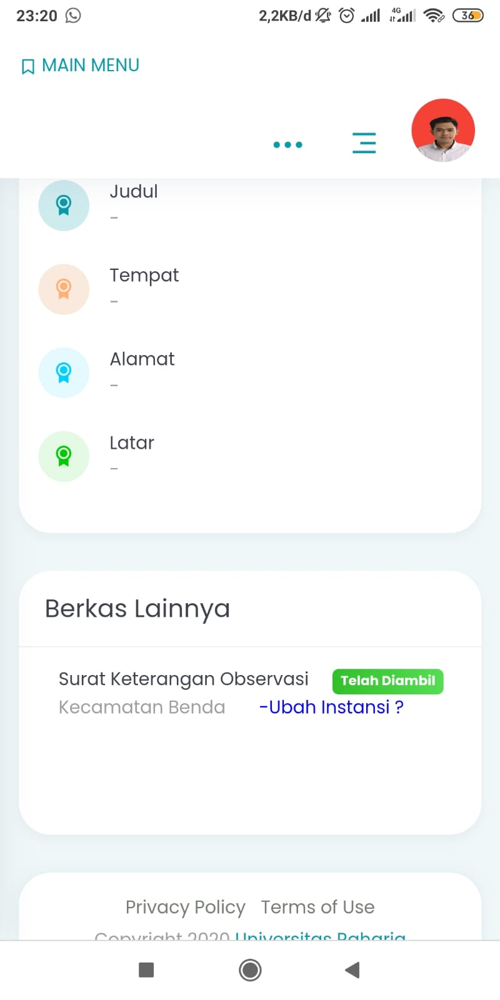 23:20 2,2KB/d 4G 36
MAIN MENU
Judul
-
Tempat
-
Alamat
-
Latar
-
Berkas Lainnya
Surat Keterangan Observasi Telah Diambil
Kecamatan Benda -Ubah Instansi ?
Privacy Policy Terms of Use
Copyright 2020 Universitas Raharja